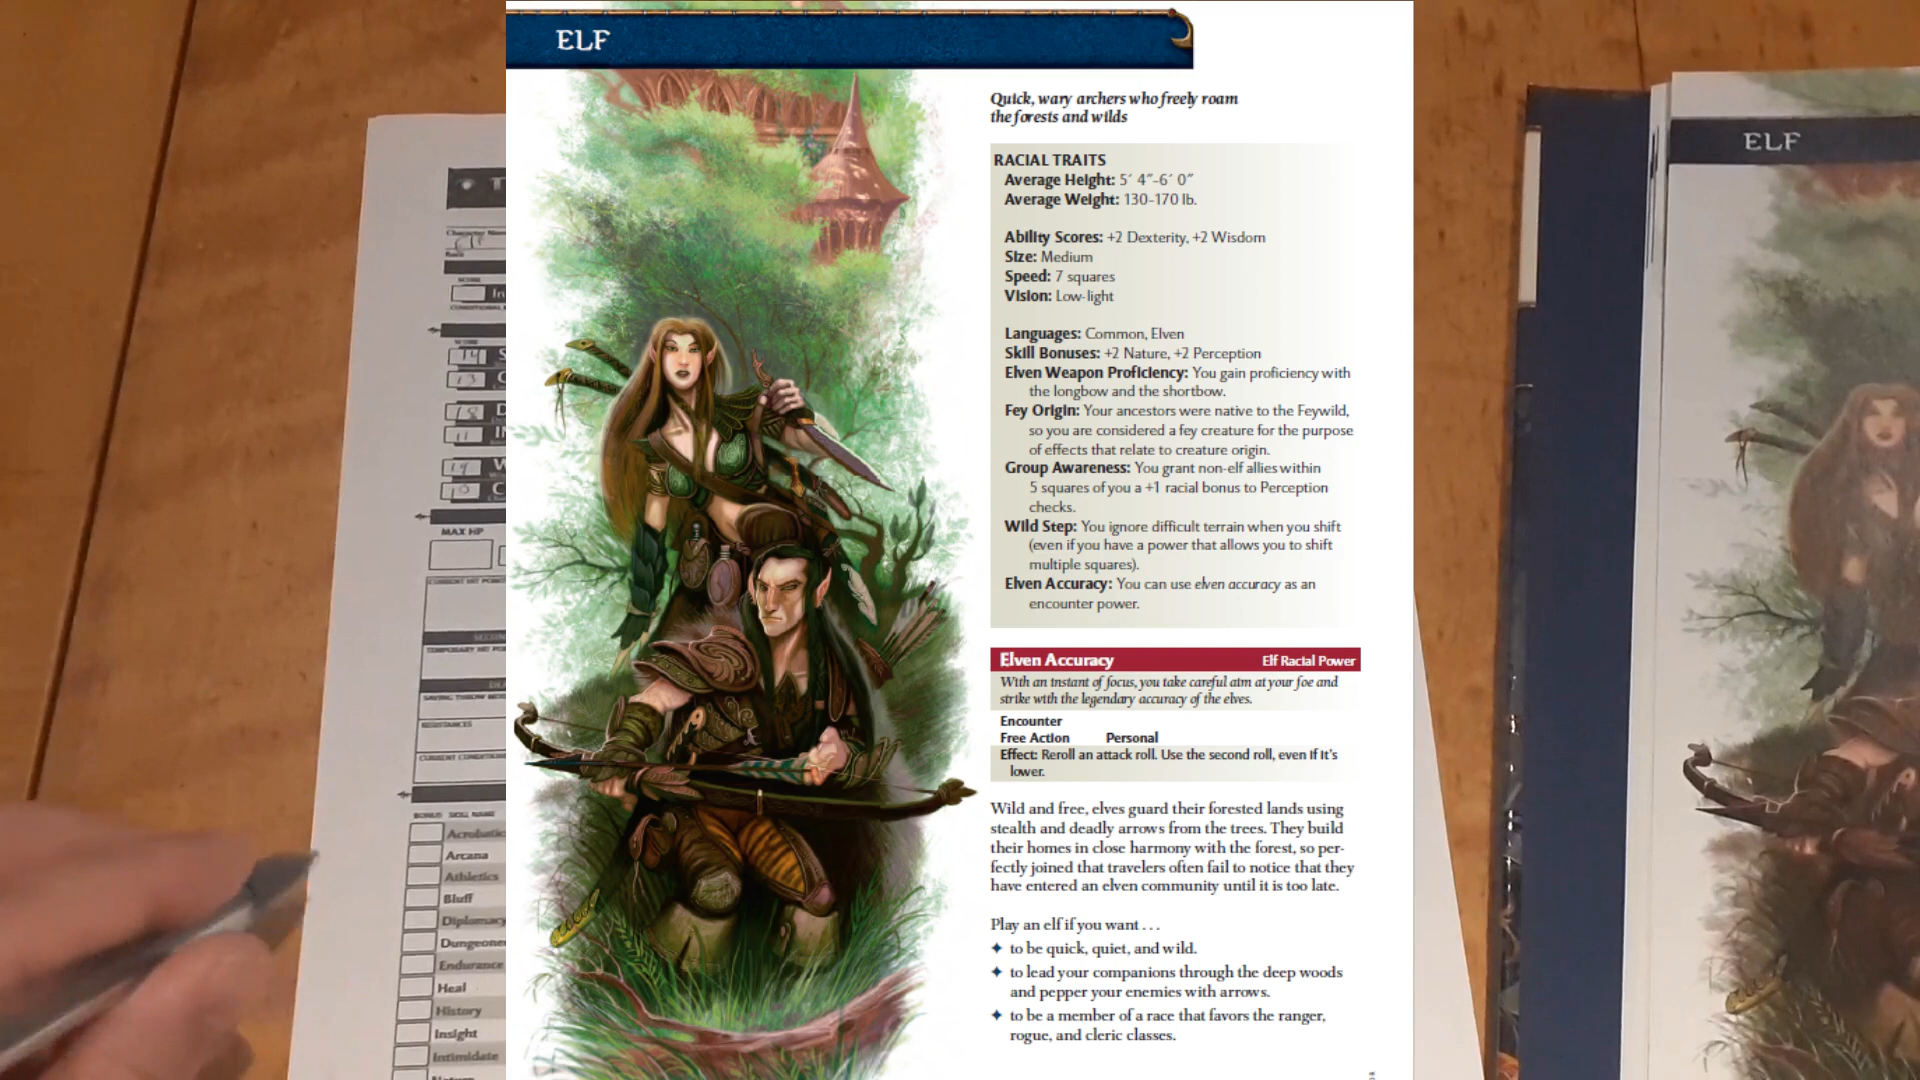 ELF
Quick, wary archers who freely roam
the forests and wilds
RACIAL TRAITS
Average Height: 5´ 4˝-6´ 0˝
Average Weight: 130-170 lb.
Ability Scores: +2 Dexterity, +2 Wisdom
Size: Medium
Speed: 7 squares
Vision: Low-light
Languages: Common, Elven
Skill Bonuses: +2 Nature, +2 Perception
Elven Weapon Proficiency: You gain proficiency with
the longbow and the shortbow.
Fey Origin: Your ancestors were native to the Feywild,
so you are considered a fey creature for the purpose
of effects that relate to creature origin.
Group Awareness: You grant non-elf allies within
5 squares of you a +1 racial bonus to Perception
checks.
Wild Step: You ignore difficult terrain when you shift
(even if you have a power that allows you to shift
multiple squares).
Elven Accuracy: You can use elven accuracy as an
encounter power.
Elven Accuracy Elf Racial Power
With an instant of focus, you take careful aim at your foe and
strike with the legendary accuracy of the elves.
Encounter
Free Action Personal
Effect: Reroll an attack roll. Use the second roll, even if it's
lower.
Wild and free, elves guard their forested lands using
stealth and deadly arrows from the trees. They build
their homes in close harmony with the forest, so per-
fectly joined that travelers often fail to notice that they
have entered an elven community until it is too late.
Play an elf if you want . . .
✦ to be quick, quiet, and wild.
✦ to lead your companions through the deep woods
and pepper your enemies with arrows.
✦ to be a member of a race that favors the ranger,
rogue, and cleric classes.
Race
14
13
18
11
MAX HP
Arcana
Athletics
Bluff
Diplomacy
Endurance
Heal
History
Insight
Intimidate
ELF